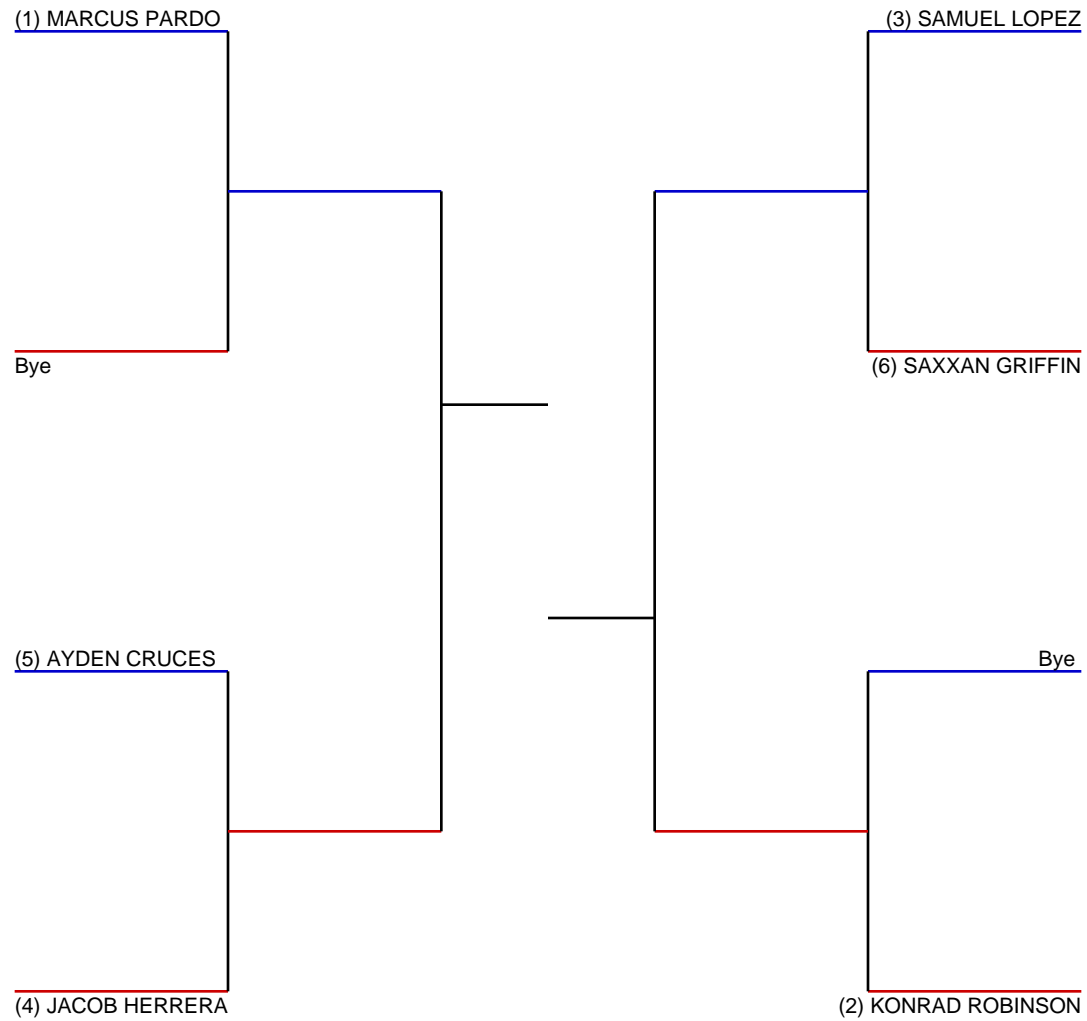 (1) MARCUS PARDO
(3) SAMUEL LOPEZ
Bye
(6) SAXXAN GRIFFIN
(5) AYDEN CRUCES
Bye
(4) JACOB HERRERA
(2) KONRAD ROBINSON